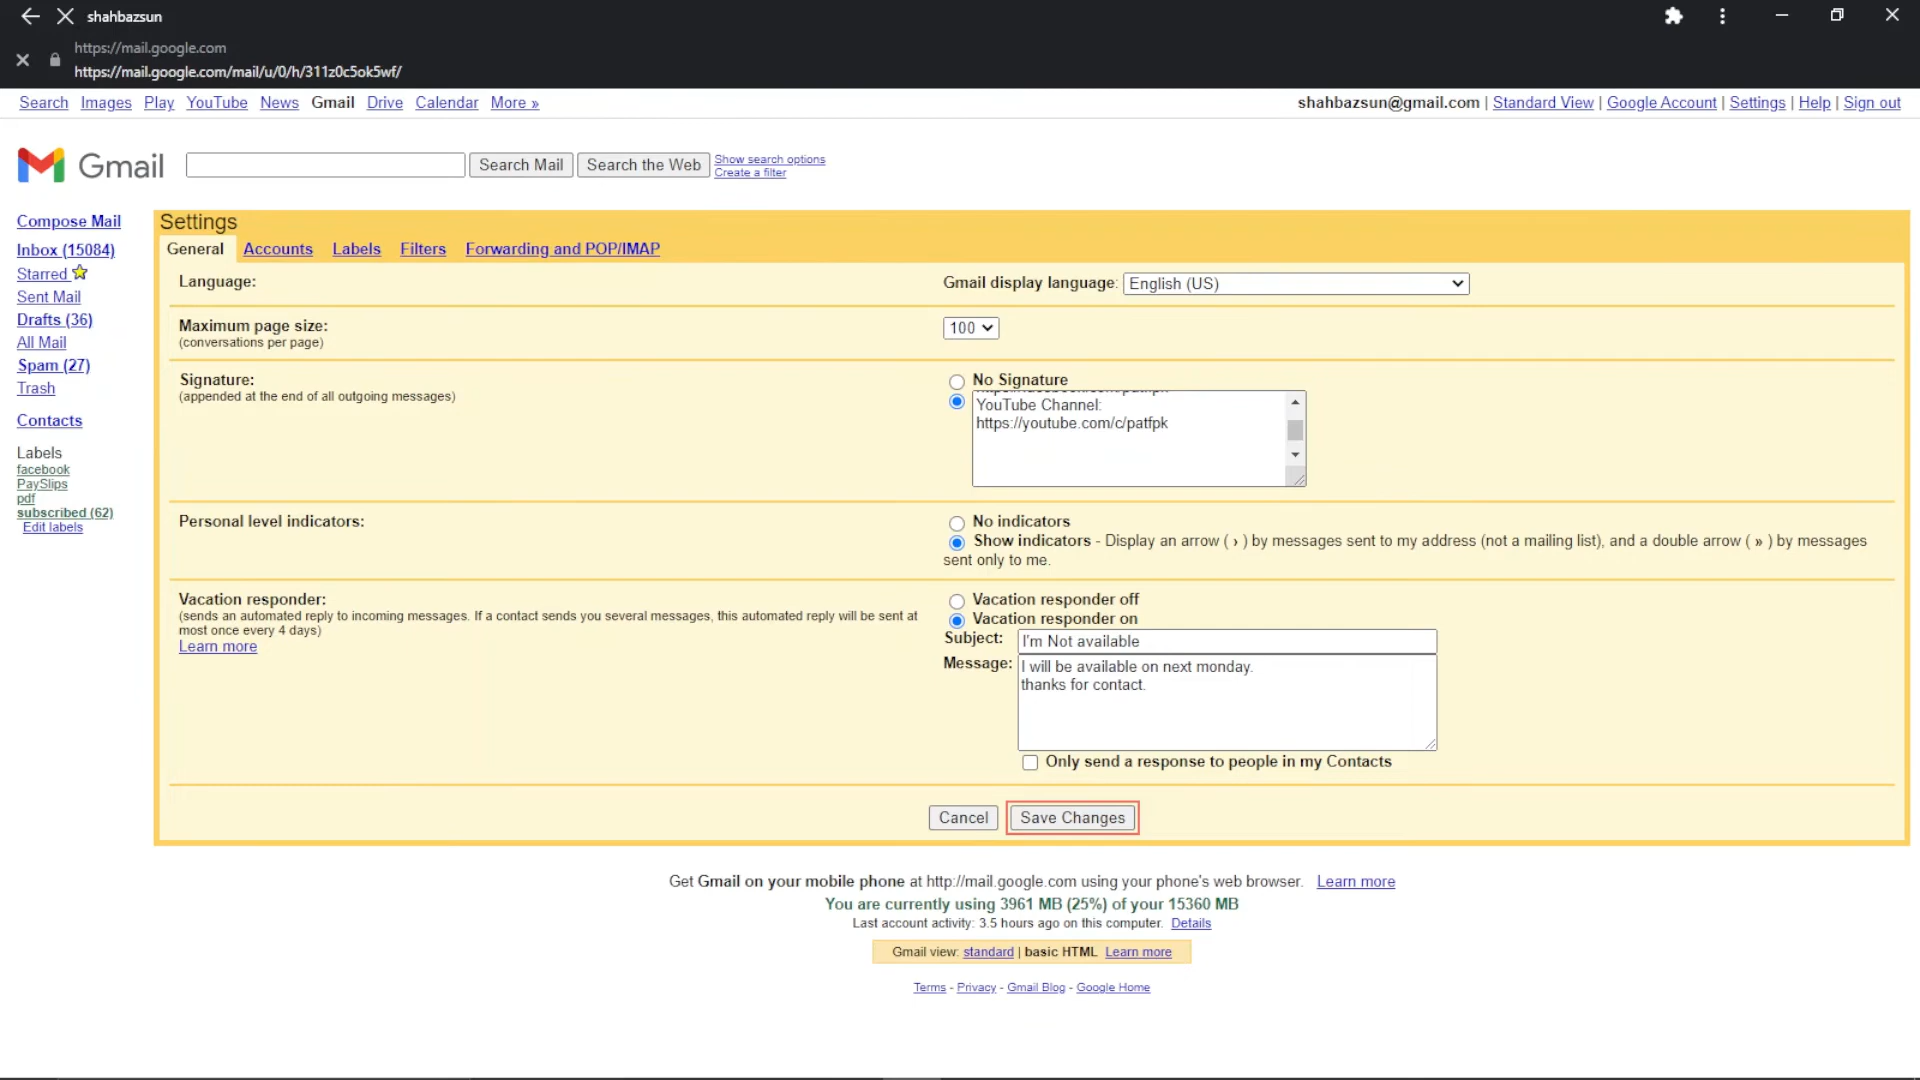 shahbazsun
https://mail.google.com
https://mail.google.com/mail/u/0/h/311z0c5ok5wf/
Search Images Play YouTube News Gmail Drive Calendar More »
shahbazsun@gmail.com | Standard View | Google Account | Settings | Help | Sign out
Gmail
Search Mail
Search the Web
Show search options
Create a filter
Compose Mail
Inbox (15084)
Starred
Sent Mail
Drafts (36)
All Mail
Spam (27)
Trash
Contacts
Labels
facebook
PaySlips
pdf
subscribed (62)
Edit labels
Settings
General Accounts Labels Filters Forwarding and POP/IMAP
Language:
Gmail display language: English (US)
Maximum page size:
(conversations per page)
100
Signature:
(appended at the end of all outgoing messages)
No Signature
YouTube Channel:
https://youtube.com/c/patfpk
Personal level indicators:
No indicators
Show indicators - Display an arrow ( › ) by messages sent to my address (not a mailing list), and a double arrow ( » ) by messages
sent only to me.
Vacation responder:
(sends an automated reply to incoming messages. If a contact sends you several messages, this automated reply will be sent at
most once every 4 days)
Learn more
Vacation responder off
Vacation responder on
Subject: I'm Not available
Message: I will be available on next monday.
thanks for contact.
Only send a response to people in my Contacts
Cancel
Save Changes
Get Gmail on your mobile phone at http://mail.google.com using your phone's web browser. Learn more
You are currently using 3961 MB (25%) of your 15360 MB
Last account activity: 3.5 hours ago on this computer. Details
Gmail view: standard | basic HTML Learn more
Terms - Privacy - Gmail Blog - Google Home